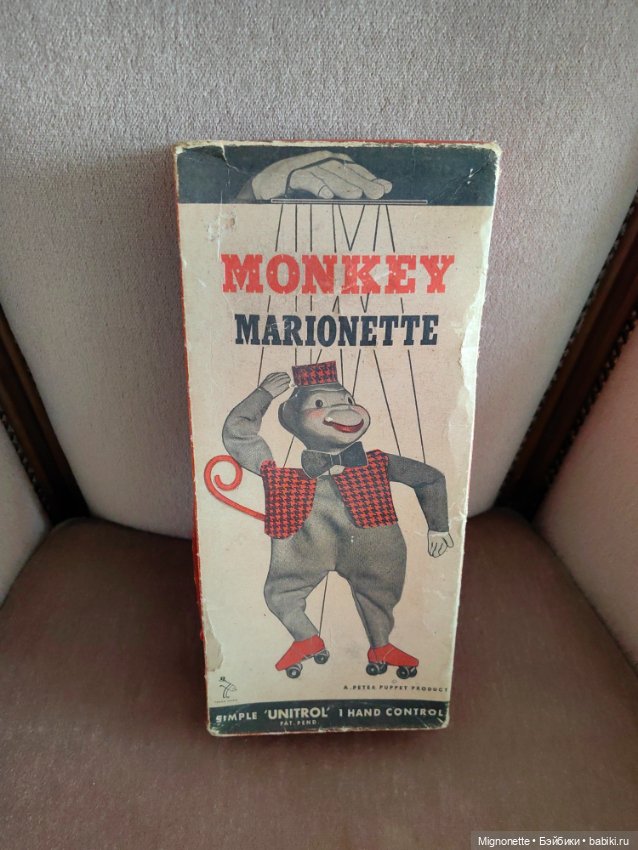 MONKEY
MARIONETTE
A PETER PUPPET PRODUCT
SIMPLE 'UNITROL' 1 HAND CONTROL
PAT. PEND.
Mignonette • Бэйбики • babiki.ru